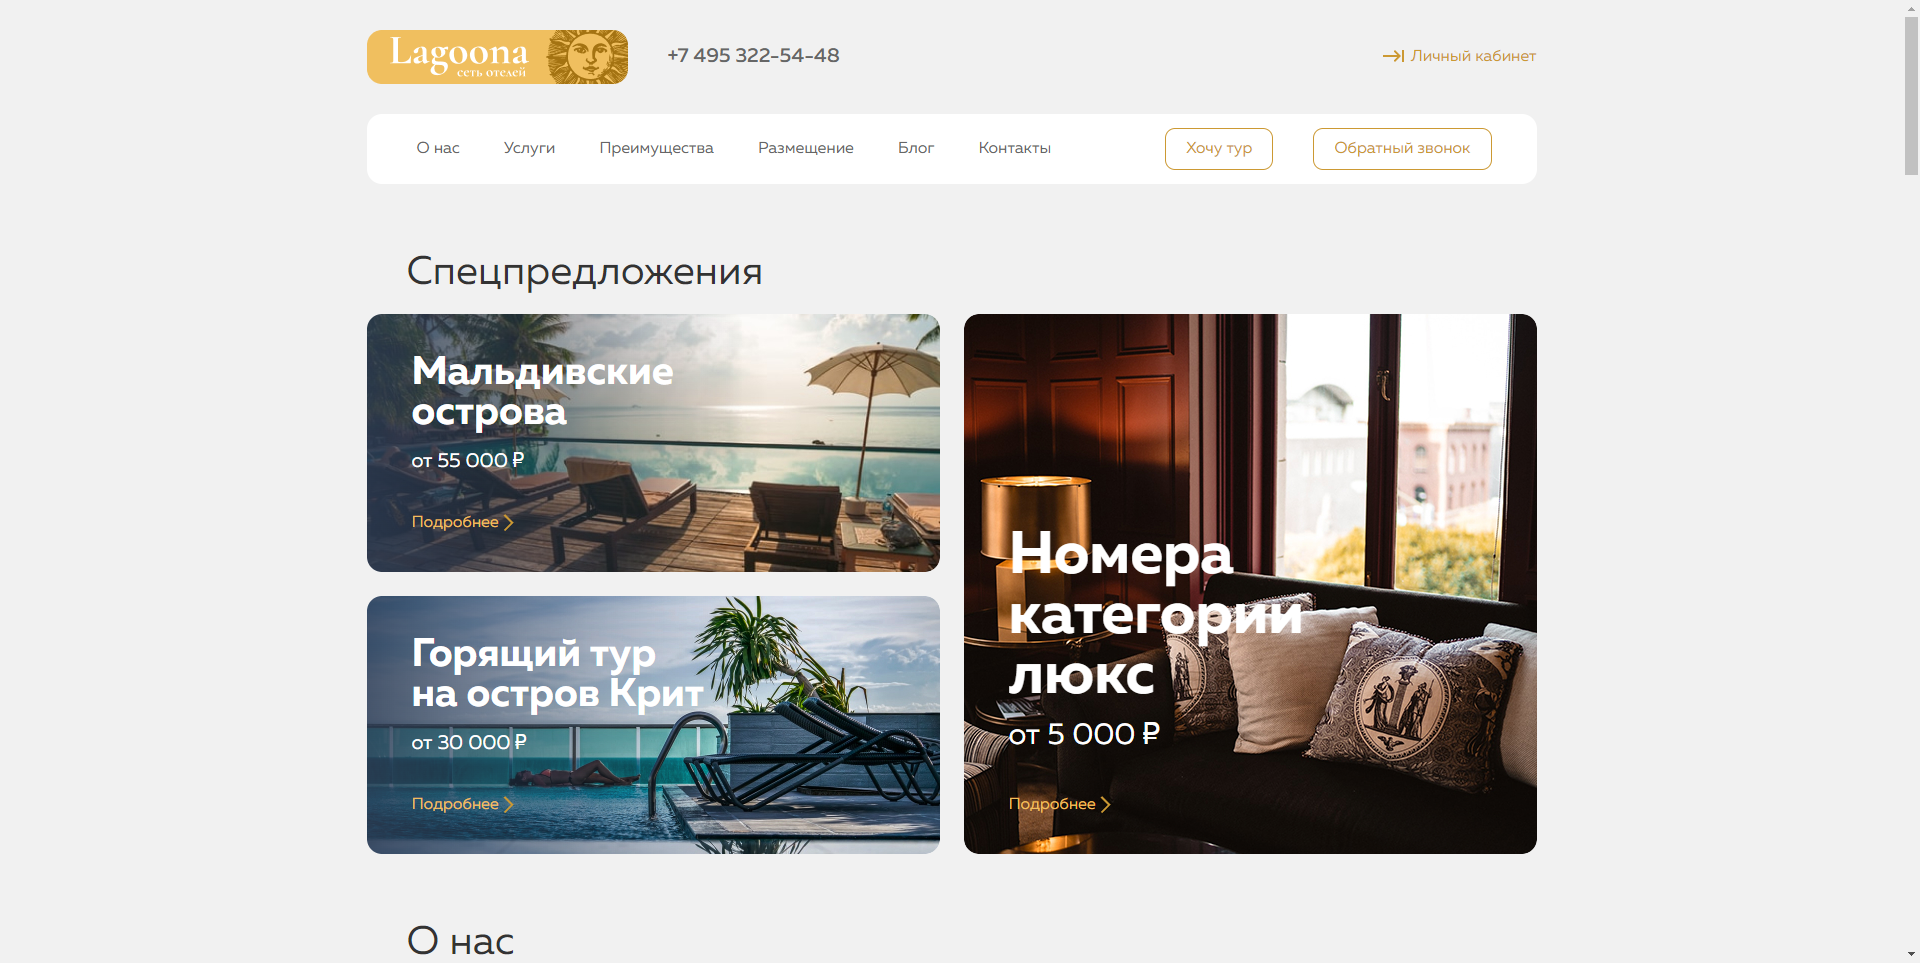 Lagoona
сеть отелей
+7 495 322-54-48
Личный кабинет
О нас
Услуги
Преимущества
Размещение
Блог
Контакты
Хочу тур
Обратный звонок
Спецпредложения
Мальдивские
острова
от 55 000 ₽
Подробнее
Горящий тур
на остров Крит
от 30 000 ₽
Подробнее
Номера
категории
люкс
от 5 000 ₽
Подробнее
О нас